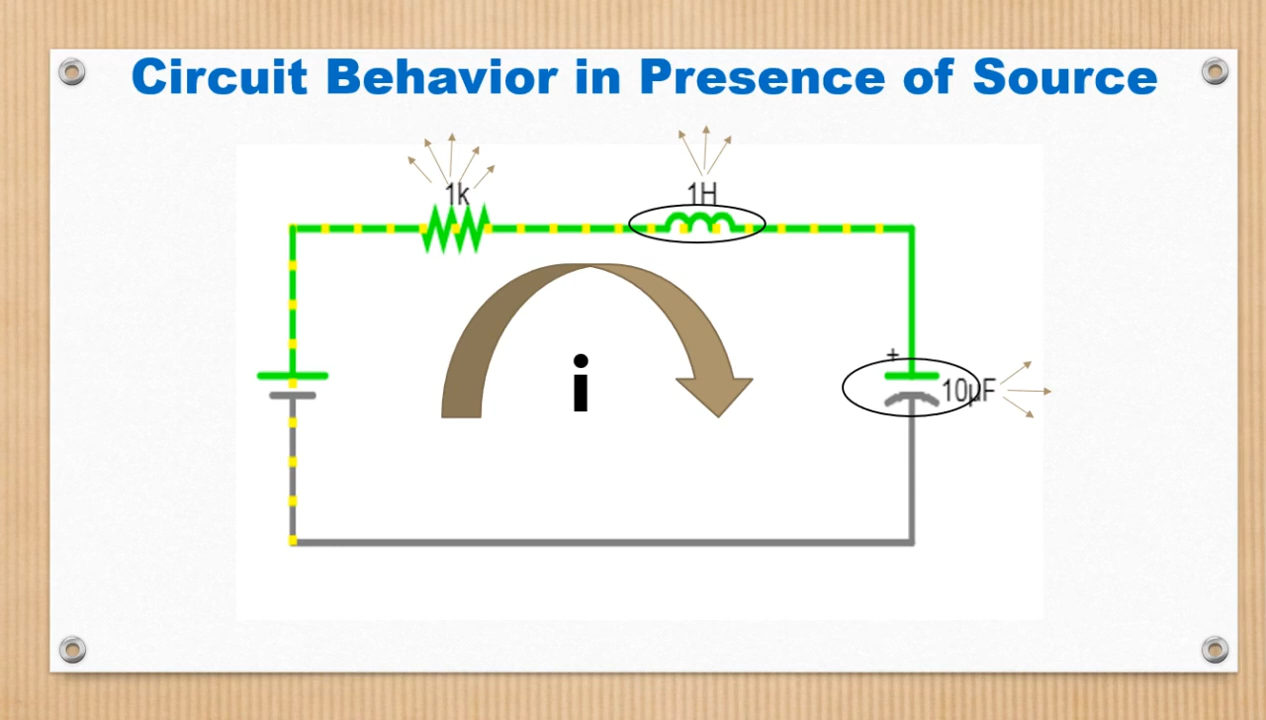 Circuit Behavior in Presence of Source
1k
1H
+
10µF
i